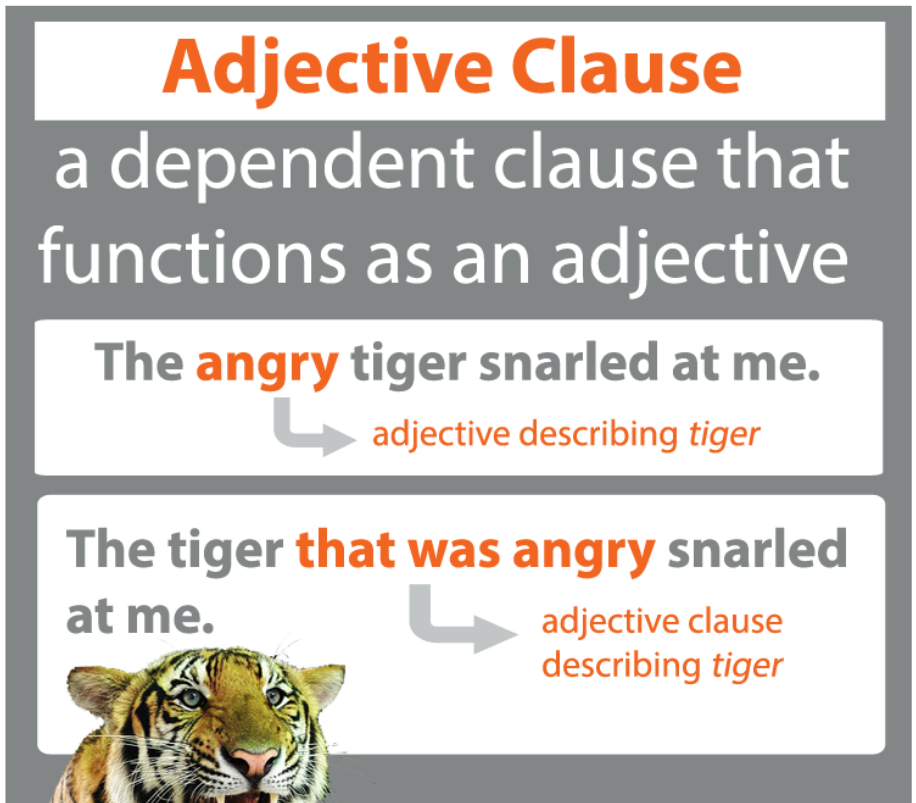 Adjective Clause
a dependent clause that
functions as an adjective
The angry tiger snarled at me.
adjective describing tiger
The tiger that was angry snarled
at me.
adjective clause
describing tiger